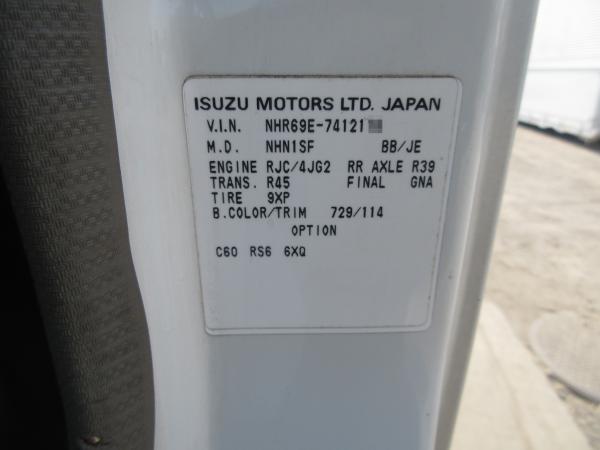 ISUZU MOTORS LTD. JAPAN
V.I.N. NHR69E-74121
M.D. NHN1SF BB/JE
ENGINE RJC/4JG2 RR AXLE R39
TRANS. R45 FINAL GNA
TIRE 9XP
B.COLOR/TRIM 729/114
OPTION
C60 RS6 6XQ